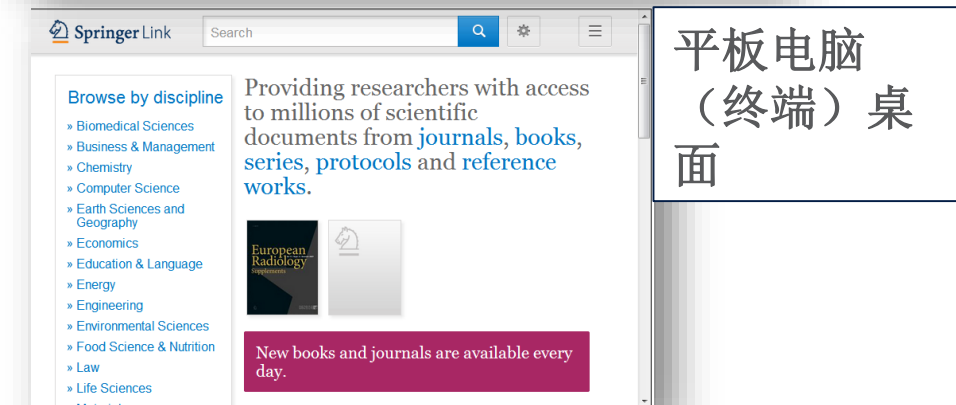 Springer Link
Search
Browse by discipline
» Biomedical Sciences
» Business & Management
» Chemistry
» Computer Science
» Earth Sciences and
Geography
» Economics
» Education & Language
» Energy
» Engineering
» Environmental Sciences
» Food Science & Nutrition
» Law
» Life Sciences
Providing researchers with access
to millions of scientific
documents from journals, books,
series, protocols and reference
works.
European
Radiology
Supplements
New books and journals are available every
day.
平板电脑
（终端）桌
面